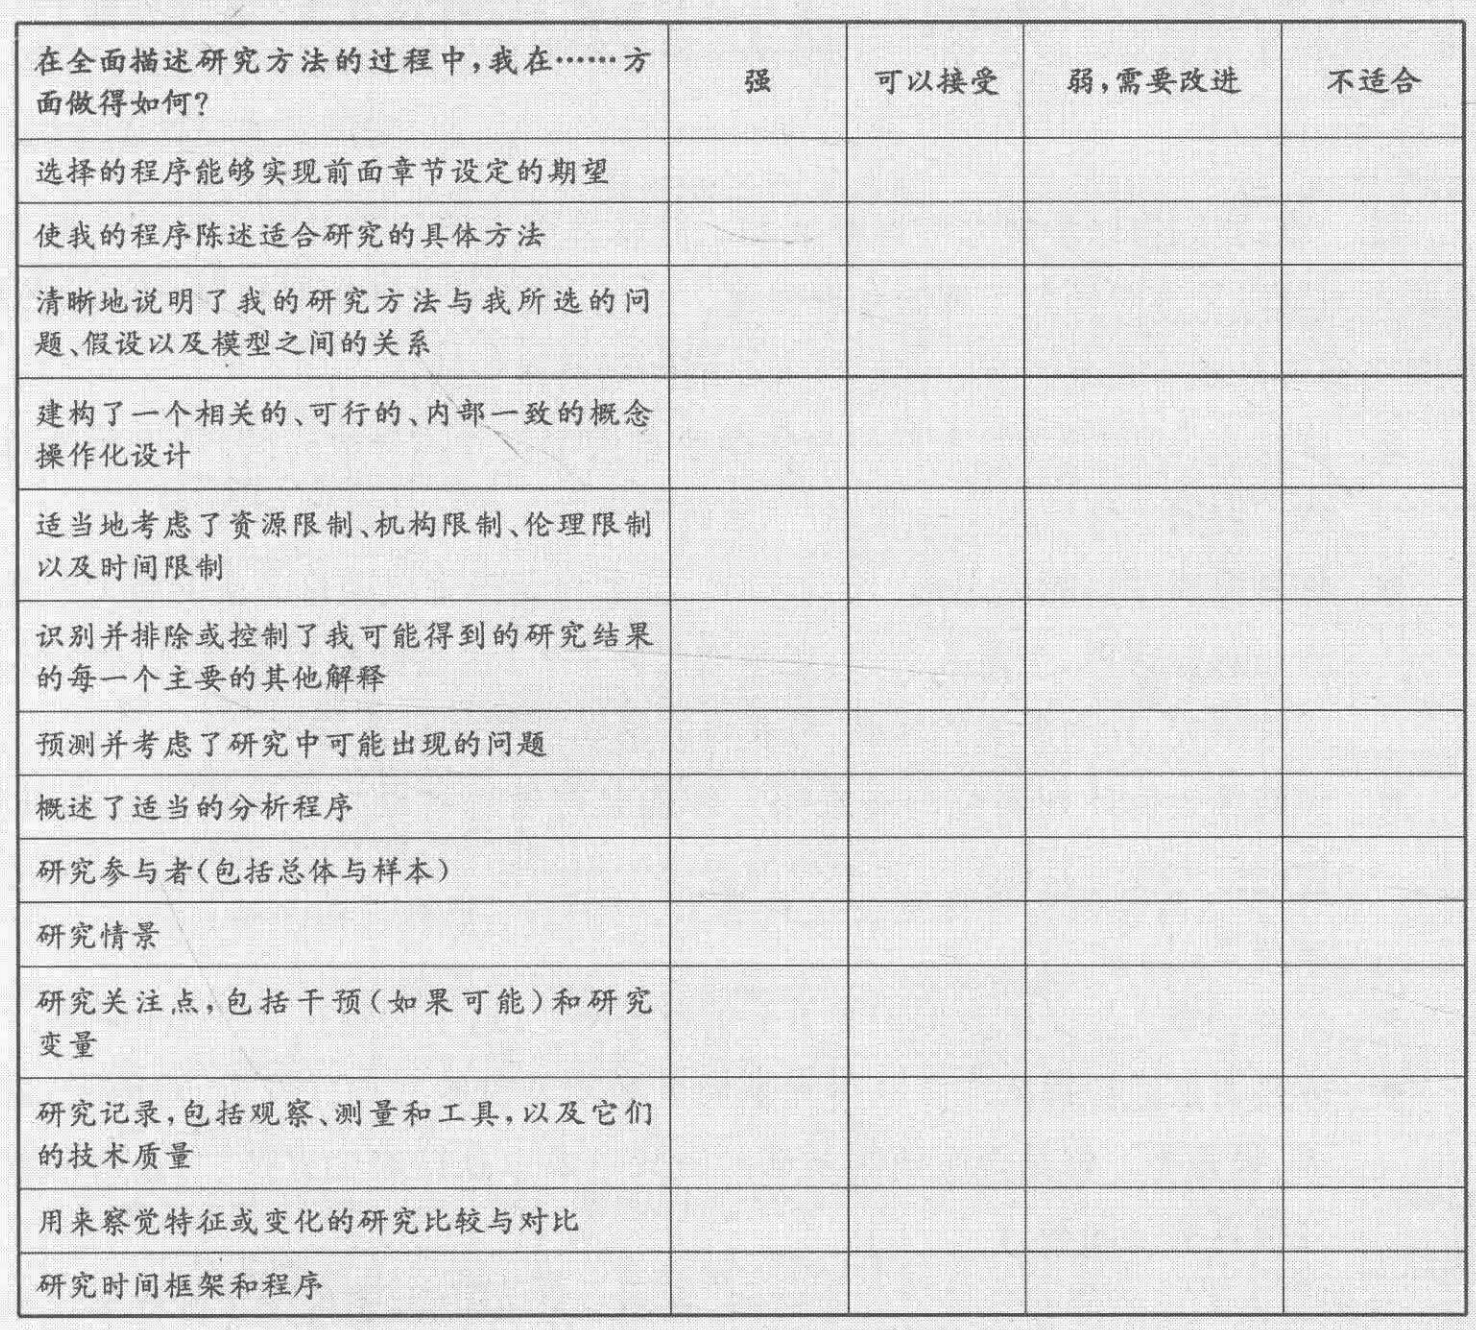 在全面描述研究方法的过程中,我在……方
面做得如何?
强
可以接受
弱,需要改进
不适合
选择的程序能够实现前面章节设定的期望
使我的程序陈述适合研究的具体方法
清晰地说明了我的研究方法与我所选的问
题、假设以及模型之间的关系
建构了一个相关的、可行的、内部一致的概念
操作化设计
适当地考虑了资源限制、机构限制、伦理限制
以及时间限制
识别并排除或控制了我可能得到的研究结果
的每一个主要的其他解释
预测并考虑了研究中可能出现的问题
概述了适当的分析程序
研究参与者(包括总体与样本)
研究情景
研究关注点,包括干预(如果可能)和研究
变量
研究记录,包括观察、测量和工具,以及它们
的技术质量
用来察觉特征或变化的研究比较与对比
研究时间框架和程序